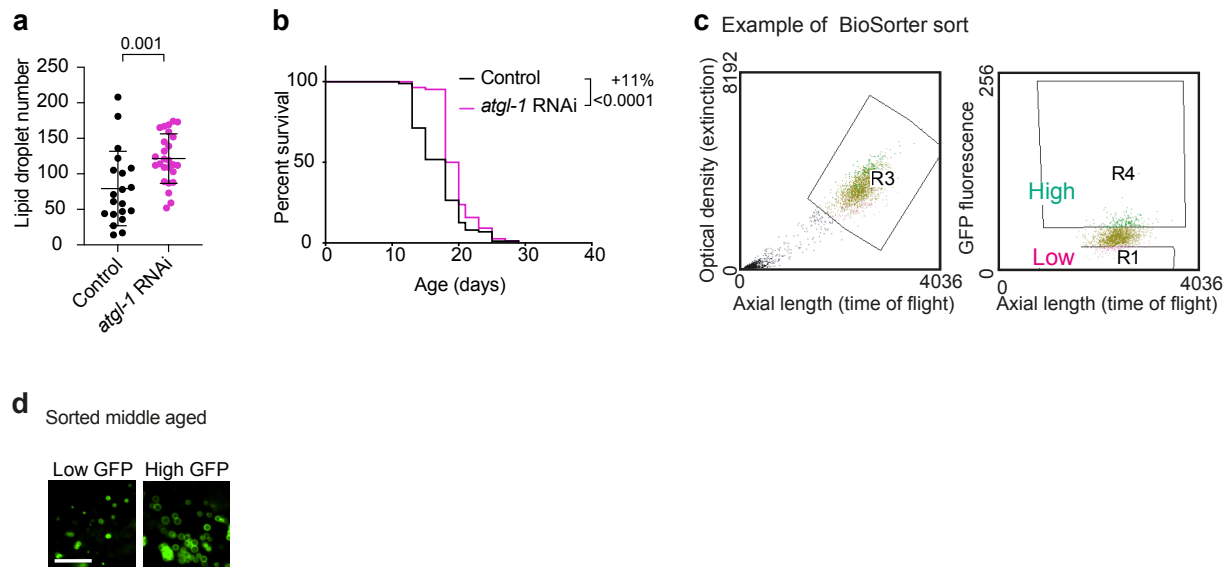 a
0.001
Lipid droplet number
250
200
150
100
50
0
Control
atgl-1 RNAi
b
Percent survival
100
50
0
0 10 20 30 40
Age (days)
Control
atgl-1 RNAi
+11%
<0.0001
c Example of BioSorter sort
Optical density (extinction)
8192
0
R3
0 4036
Axial length (time of flight)
GFP fluorescence
256
0
R4
High
Low
R1
0 4036
Axial length (time of flight)
d Sorted middle aged
Low GFP High GFP